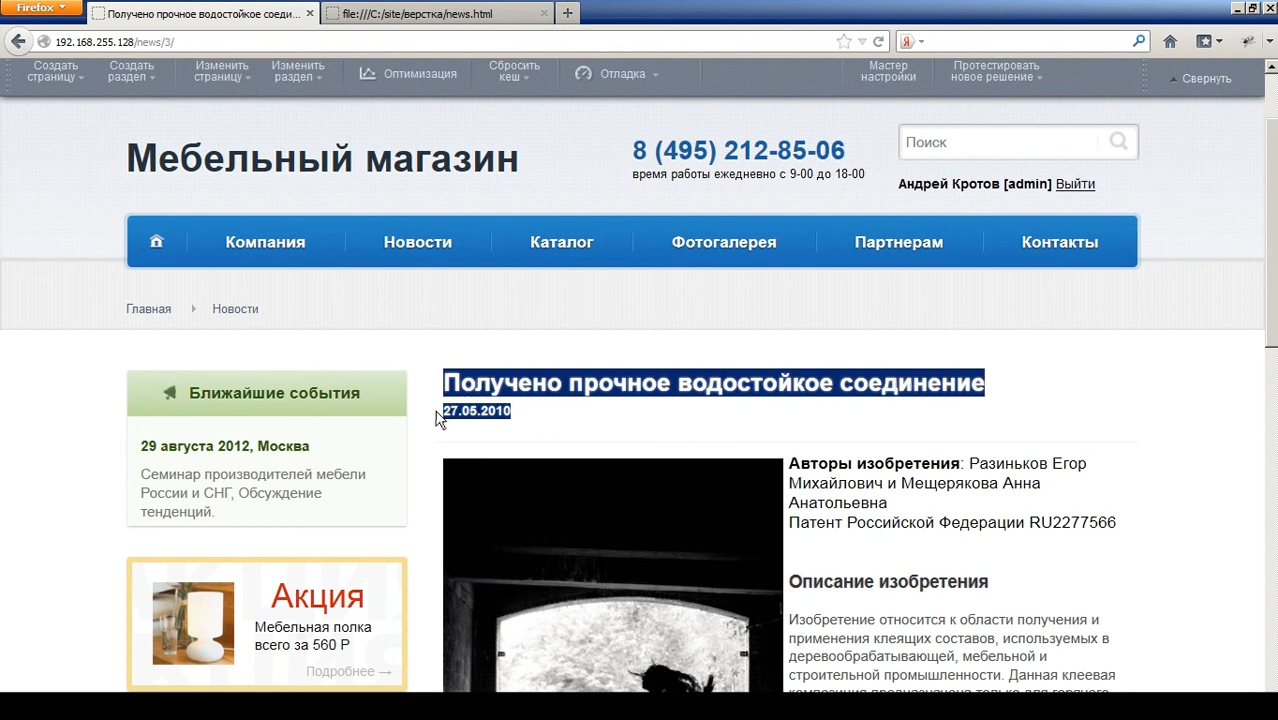 Firefox
Получено прочное водостойкое соеди...
file:///C:/site/верстка/news.html
192.168.255.128/news/3/
Создать страницу
Создать раздел
Изменить страницу
Изменить раздел
Оптимизация
Сбросить кеш
Отладка
Мастер настройки
Протестировать новое решение
Свернуть
Мебельный магазин
8 (495) 212-85-06
время работы ежедневно с 9-00 до 18-00
Поиск
Андрей Кротов [admin] Выйти
Компания
Новости
Каталог
Фотогалерея
Партнерам
Контакты
Главная
Новости
Ближайшие события
29 августа 2012, Москва
Семинар производителей мебели
России и СНГ, Обсуждение
тенденций.
Акция
Мебельная полка
всего за 560 Р
Подробнее →
Получено прочное водостойкое соединение
27.05.2010
Авторы изобретения: Разиньков Егор
Михайлович и Мещерякова Анна
Анатольевна
Патент Российской Федерации RU2277566
Описание изобретения
Изобретение относится к области получения и
применения клеящих составов, используемых в
деревообрабатывающей, мебельной и
строительной промышленности. Данная клеевая